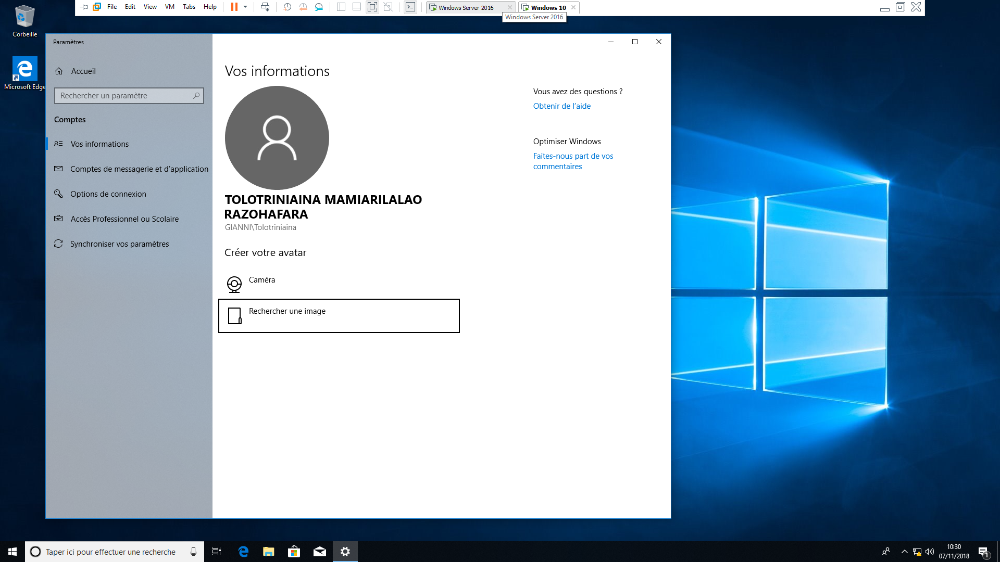 File Edit View VM Tabs Help Windows Server 2016 Windows 10
Windows Server 2016
Corbeille
Microsoft Edge
Paramètres
Accueil
Rechercher un paramètre
Comptes
Vos informations
Comptes de messagerie et d’application
Options de connexion
Accès Professionnel ou Scolaire
Synchroniser vos paramètres
Vos informations
TOLOTRINIAINA MAMIARILALAO
RAZOHAFARA
GIANNI\Tolotriniaina
Créer votre avatar
Caméra
Rechercher une image
Vous avez des questions ?
Obtenir de l’aide
Optimiser Windows
Faites-nous part de vos
commentaires
Taper ici pour effectuer une recherche
10:30
07/11/2018
1